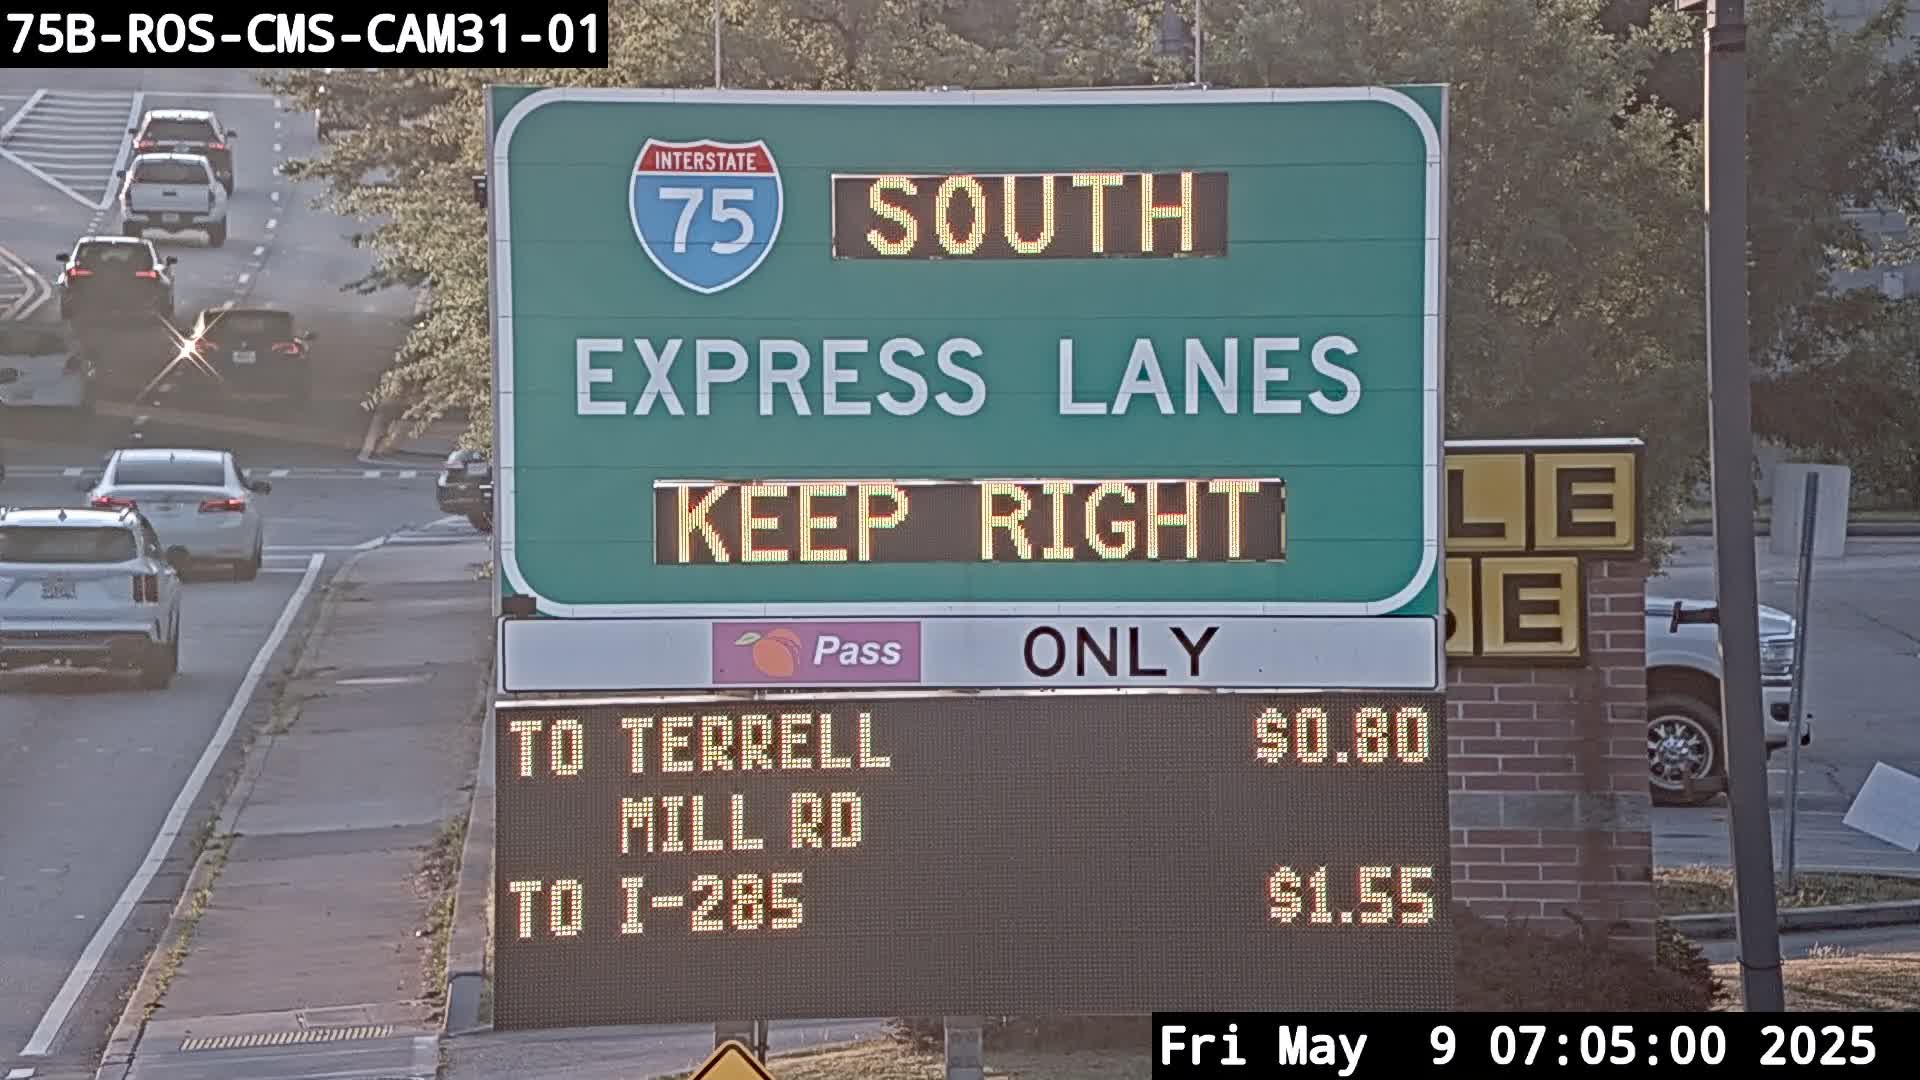 75B-ROS-CMS-CAM31-01
INTERSTATE
75
SOUTH
EXPRESS LANES
KEEP RIGHT
Pass ONLY
TO TERRELL $0.80
MILL RD
TO I-285 $1.55
LE
E
Fri May 9 07:05:00 2025